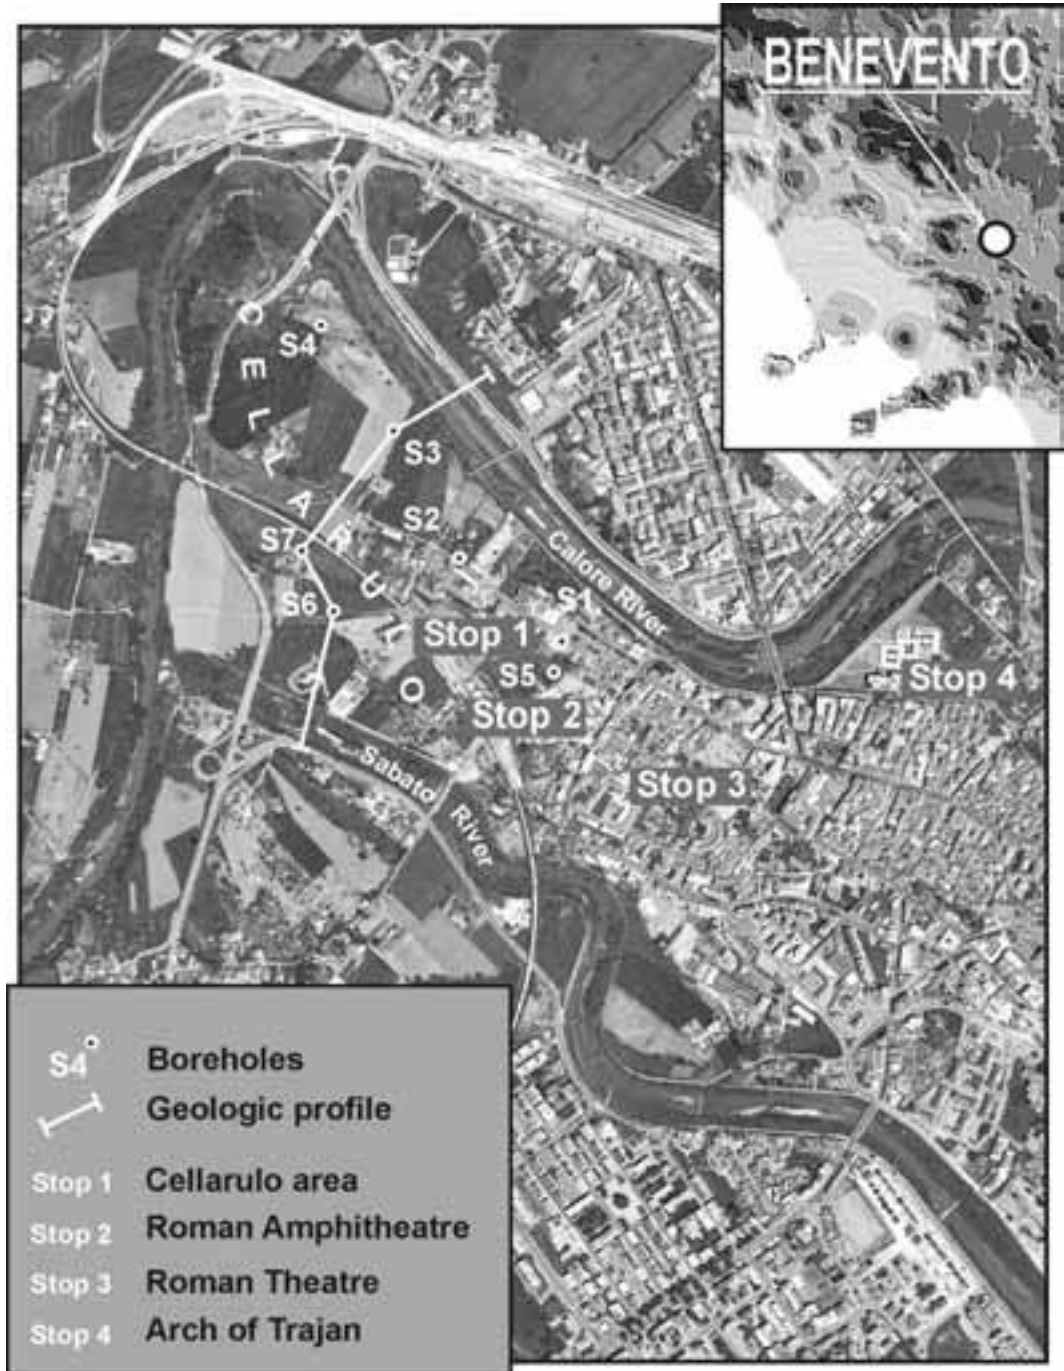 BENEVENTO
S4
CELLARULO
S3
S2
S7
Calore River
S6
S1
Stop 1
S5
Stop 4
Stop 2
Sabato River
Stop 3
S4 Boreholes
Geologic profile
Stop 1 Cellarulo area
Stop 2 Roman Amphitheatre
Stop 3 Roman Theatre
Stop 4 Arch of Trajan